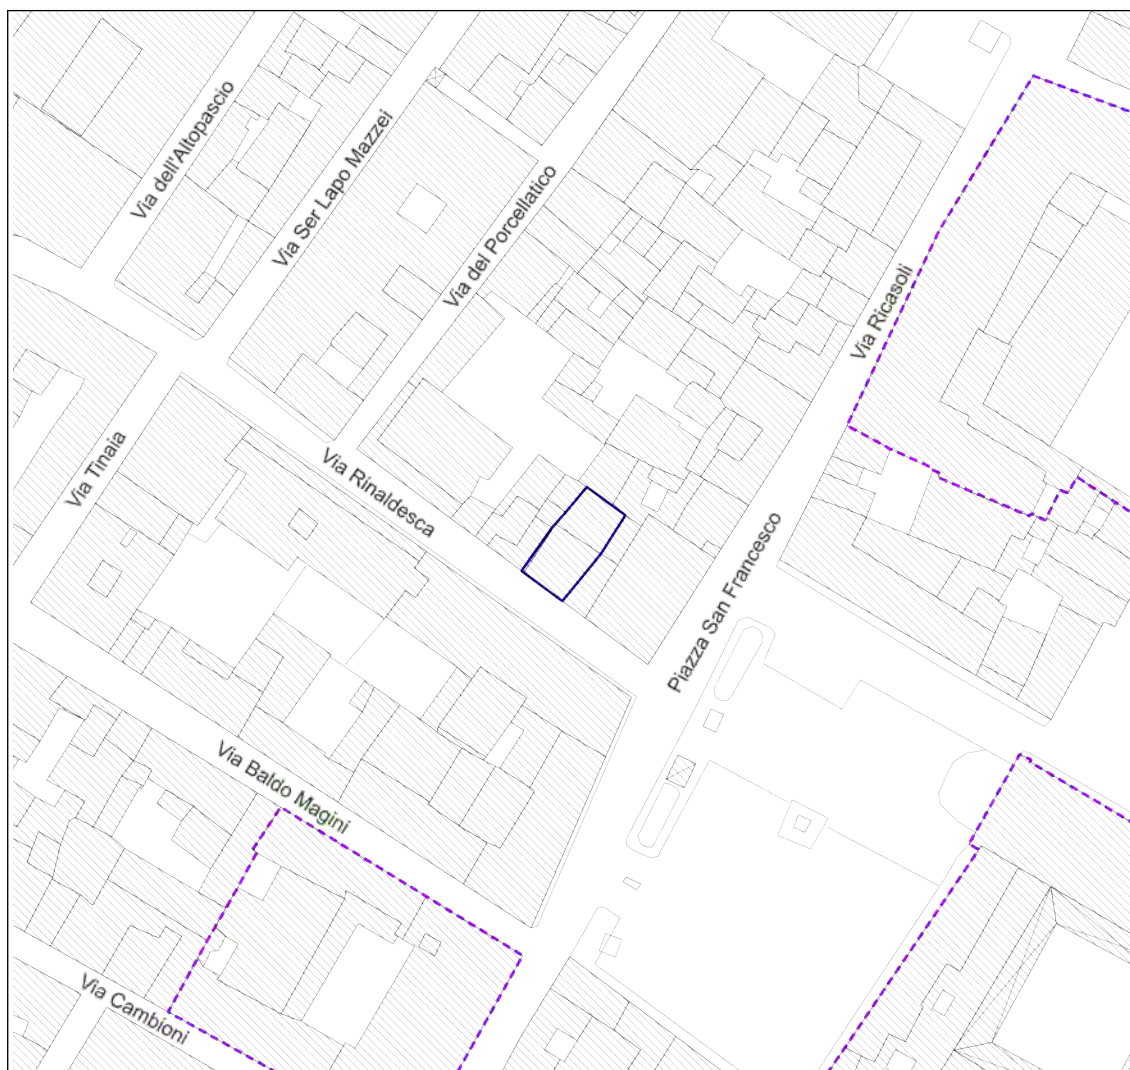 Via dell'Altopascio
Via Ser Lapo Mazzei
Via del Porcellatico
Via Ricasoli
Via Tinaia
Via Rinaldesca
Piazza San Francesco
Via Baldo Magini
Via Cambioni